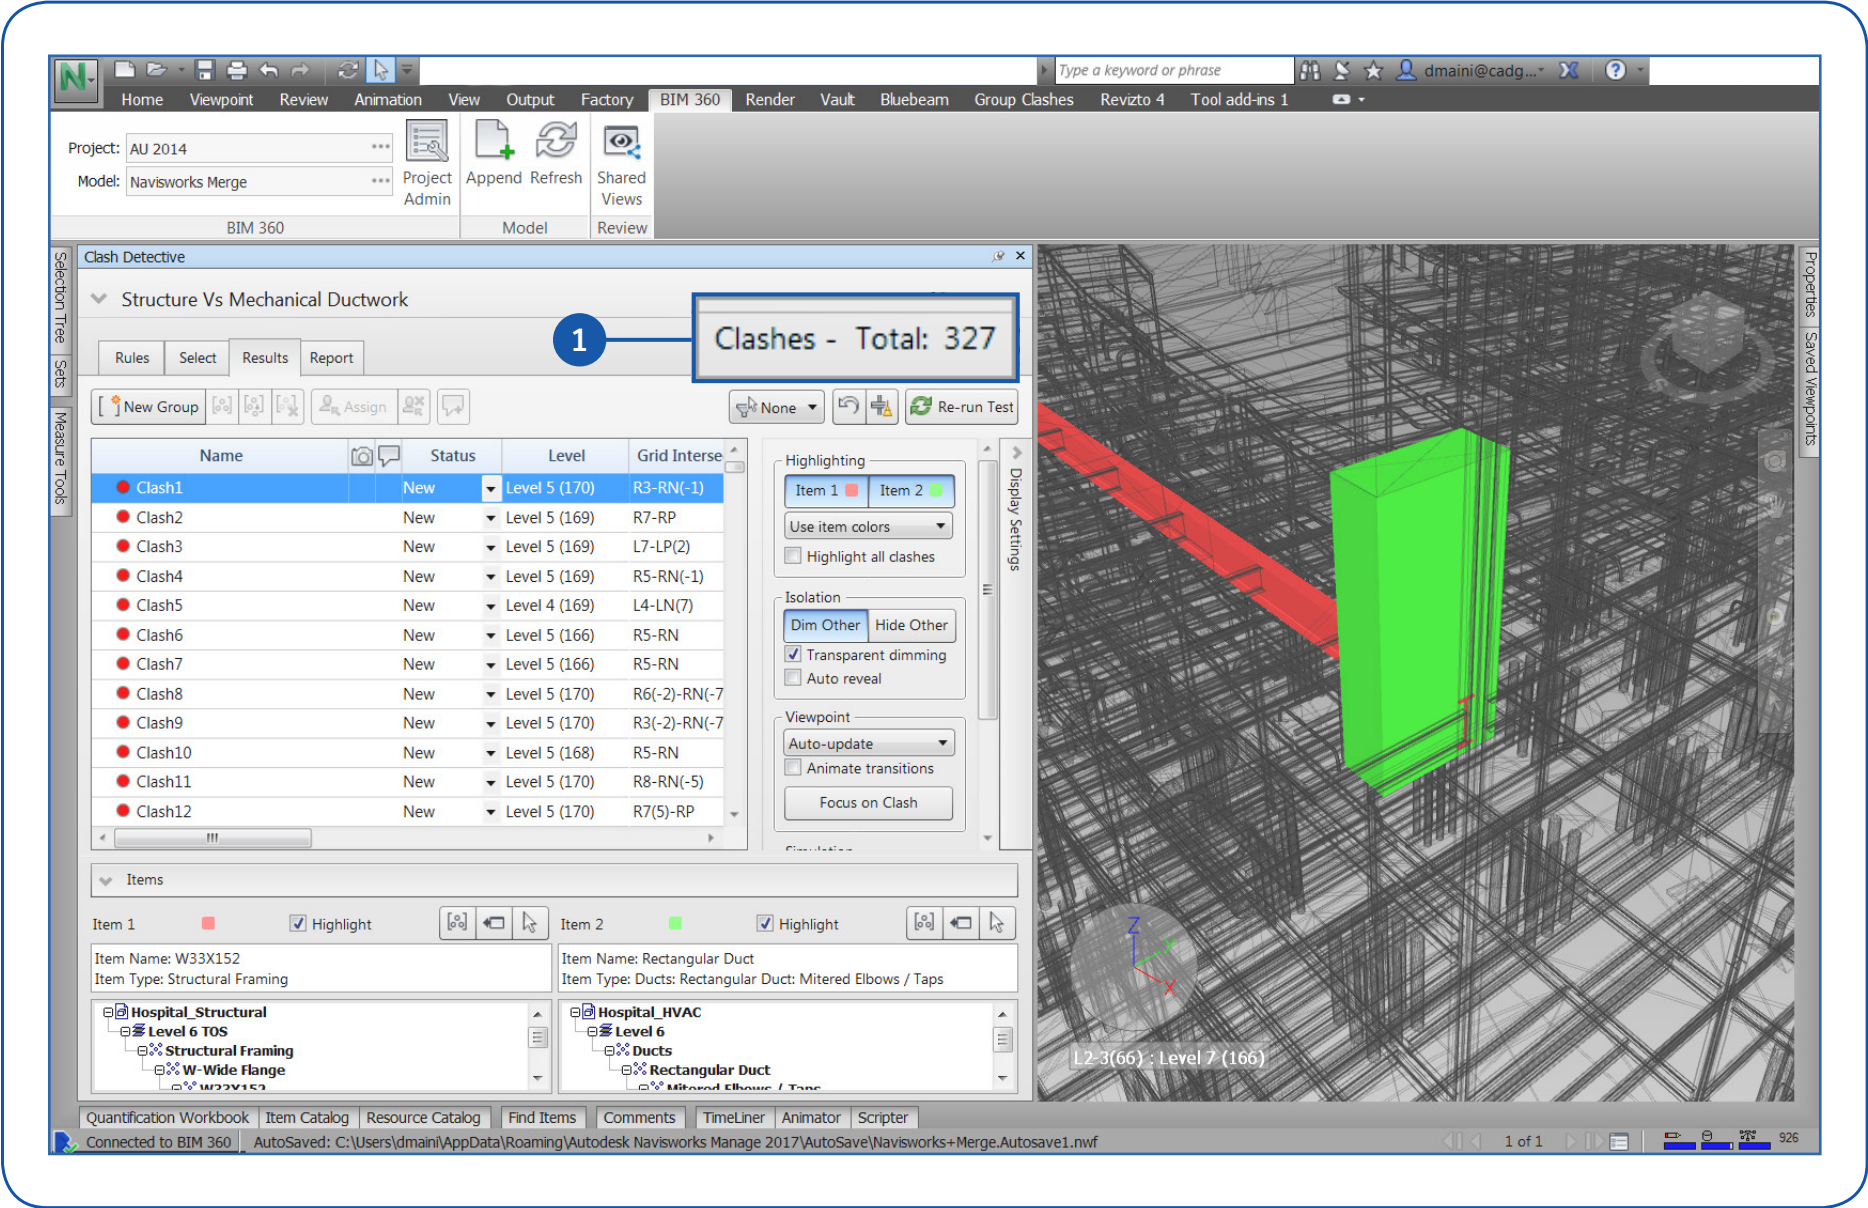 N
Type a keyword or phrase
dmaini@cadg...
?
Home Viewpoint Review Animation View Output Factory BIM 360 Render Vault Bluebeam Group Clashes Revizto 4 Tool add-ins 1
Project: AU 2014 ...
Model: Navisworks Merge ...
Project Admin
Append
Refresh
Shared Views
BIM 360 Model Review
Selection Tree
Sets
Measure Tools
Clash Detective
Structure Vs Mechanical Ductwork
1
Clashes - Total: 327
Rules Select Results Report
New Group Assign None Re-run Test
Name Status Level Grid Interse
Clash1 New Level 5 (170) R3-RN(-1)
Clash2 New Level 5 (169) R7-RP
Clash3 New Level 5 (169) L7-LP(2)
Clash4 New Level 5 (169) R5-RN(-1)
Clash5 New Level 4 (169) L4-LN(7)
Clash6 New Level 5 (166) R5-RN
Clash7 New Level 5 (166) R5-RN
Clash8 New Level 5 (170) R6(-2)-RN(-7
Clash9 New Level 5 (170) R3(-2)-RN(-7
Clash10 New Level 5 (168) R5-RN
Clash11 New Level 5 (170) R8-RN(-5)
Clash12 New Level 5 (170) R7(5)-RP
Highlighting
Item 1 Item 2
Use item colors
Highlight all clashes
Isolation
Dim Other Hide Other
Transparent dimming
Auto reveal
Viewpoint
Auto-update
Animate transitions
Focus on Clash
Simulation
Display Settings
Items
Item 1 Highlight
Item Name: W33X152
Item Type: Structural Framing
Hospital_Structural
Level 6 TOS
Structural Framing
W-Wide Flange
W33X152
Item 2 Highlight
Item Name: Rectangular Duct
Item Type: Ducts: Rectangular Duct: Mitered Elbows / Taps
Hospital_HVAC
Level 6
Ducts
Rectangular Duct
Mitered Elbows / Taps
Properties
Saved Viewpoints
Z
Y
X
L2-3(66) : Level 7 (166)
Quantification Workbook Item Catalog Resource Catalog Find Items Comments TimeLiner Animator Scripter
Connected to BIM 360 AutoSaved: C:\Users\dmaini\AppData\Roaming\Autodesk Navisworks Manage 2017\AutoSave\Navisworks+Merge.Autosave1.nwf 1 of 1 926